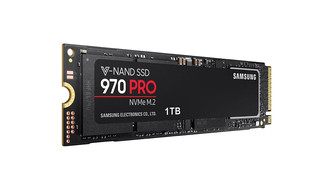 V-NAND SSD
970 PRO
NVMe M.2
SAMSUNG
1TB
SAMSUNG ELECTRONICS CO., LTD.